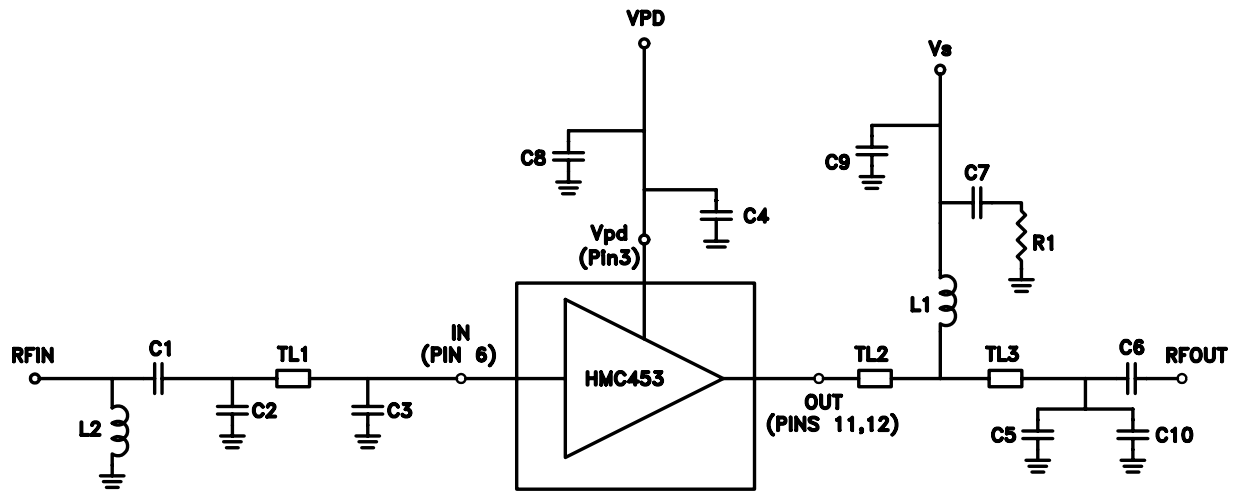 VPD
Vs
C8
C9
C7
C4
Vpd
(Pin3)
R1
L1
RFIN
C1
TL1
IN
(PIN 6)
HMC453
TL2
TL3
C6
RFOUT
L2
C2
C3
OUT
(PINS 11,12)
C5
C10